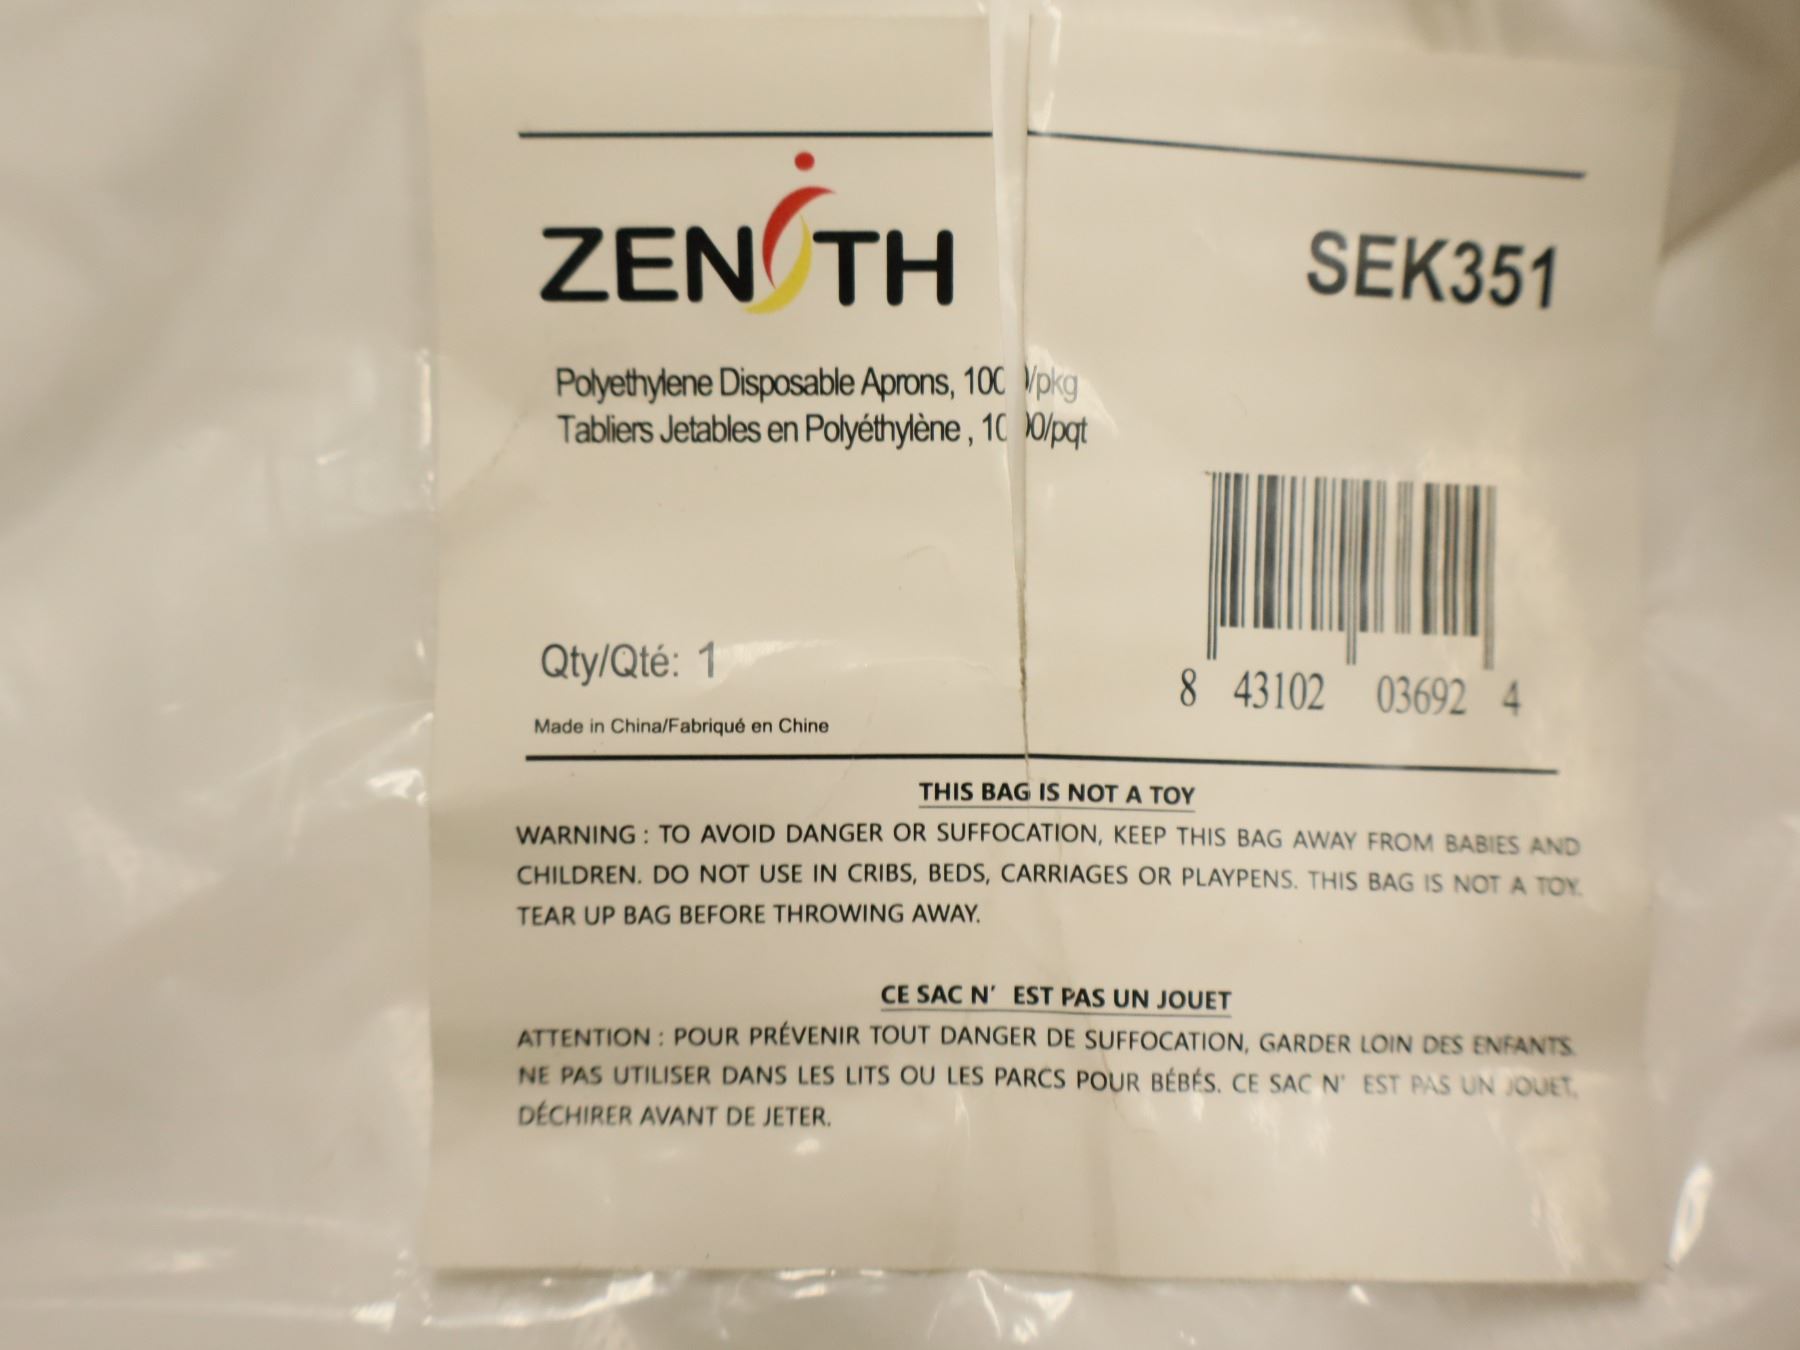 ZENITH
SEK351
Polyethylene Disposable Aprons, 1000/pkg
Tabliers Jetables en Polyéthylène , 1000/pqt
Qty/Qté: 1
8 43102 03692 4
Made in China/Fabriqué en Chine
THIS BAG IS NOT A TOY
WARNING : TO AVOID DANGER OR SUFFOCATION, KEEP THIS BAG AWAY FROM BABIES AND
CHILDREN. DO NOT USE IN CRIBS, BEDS, CARRIAGES OR PLAYPENS. THIS BAG IS NOT A TOY.
TEAR UP BAG BEFORE THROWING AWAY.
CE SAC N' EST PAS UN JOUET
ATTENTION : POUR PRÉVENIR TOUT DANGER DE SUFFOCATION, GARDER LOIN DES ENFANTS.
NE PAS UTILISER DANS LES LITS OU LES PARCS POUR BÉBÉS. CE SAC N' EST PAS UN JOUET.
DÉCHIRER AVANT DE JETER.